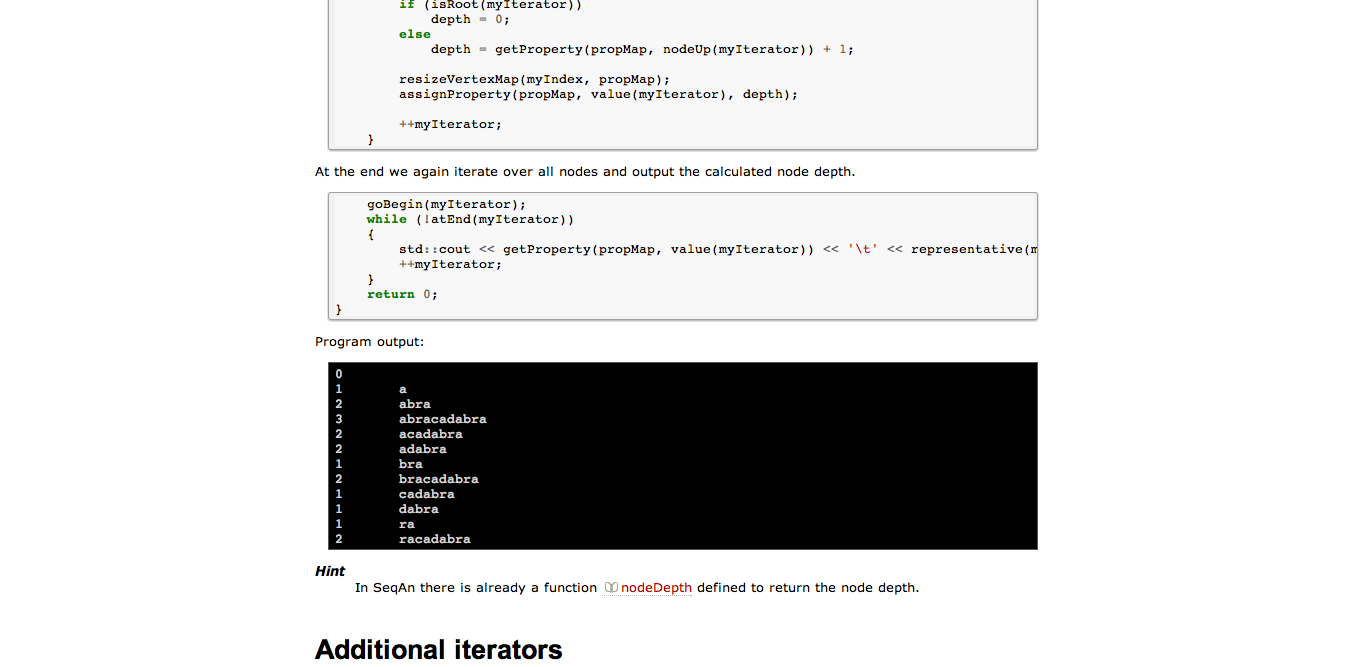 if (isRoot(myIterator))
depth = 0;
else
depth = getProperty(propMap, nodeUp(myIterator)) + 1;
resizeVertexMap(myIndex, propMap);
assignProperty(propMap, value(myIterator), depth);
++myIterator;
}
At the end we again iterate over all nodes and output the calculated node depth.
goBegin(myIterator);
while (!atEnd(myIterator))
{
std::cout << getProperty(propMap, value(myIterator)) << '\t' << representative(m
++myIterator;
}
return 0;
}
Program output:
0
1 a
2 abra
3 abracadabra
2 acadabra
2 adabra
1 bra
2 bracadabra
1 cadabra
1 dabra
1 ra
2 racadabra
Hint
In SeqAn there is already a function nodeDepth defined to return the node depth.
Additional iterators